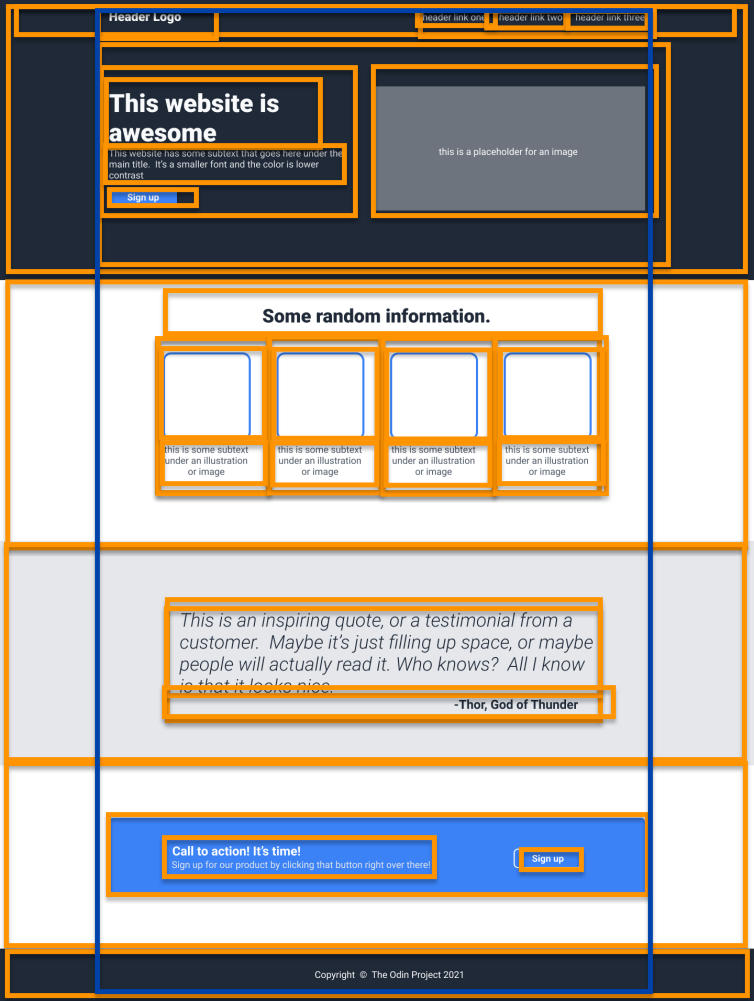 Header Logo
header link one
header link two
header link three
This website is
awesome
This website has some subtext that goes here under the
main title. It's a smaller font and the color is lower
contrast
Sign up
this is a placeholder for an image
Some random information.
this is some subtext
under an illustration
or image
this is some subtext
under an illustration
or image
this is some subtext
under an illustration
or image
this is some subtext
under an illustration
or image
This is an inspiring quote, or a testimonial from a
customer. Maybe it's just filling up space, or maybe
people will actually read it. Who knows? All I know
is that it looks nice.
-Thor, God of Thunder
Call to action! It's time!
Sign up for our product by clicking that button right over there!
Sign up
Copyright © The Odin Project 2021